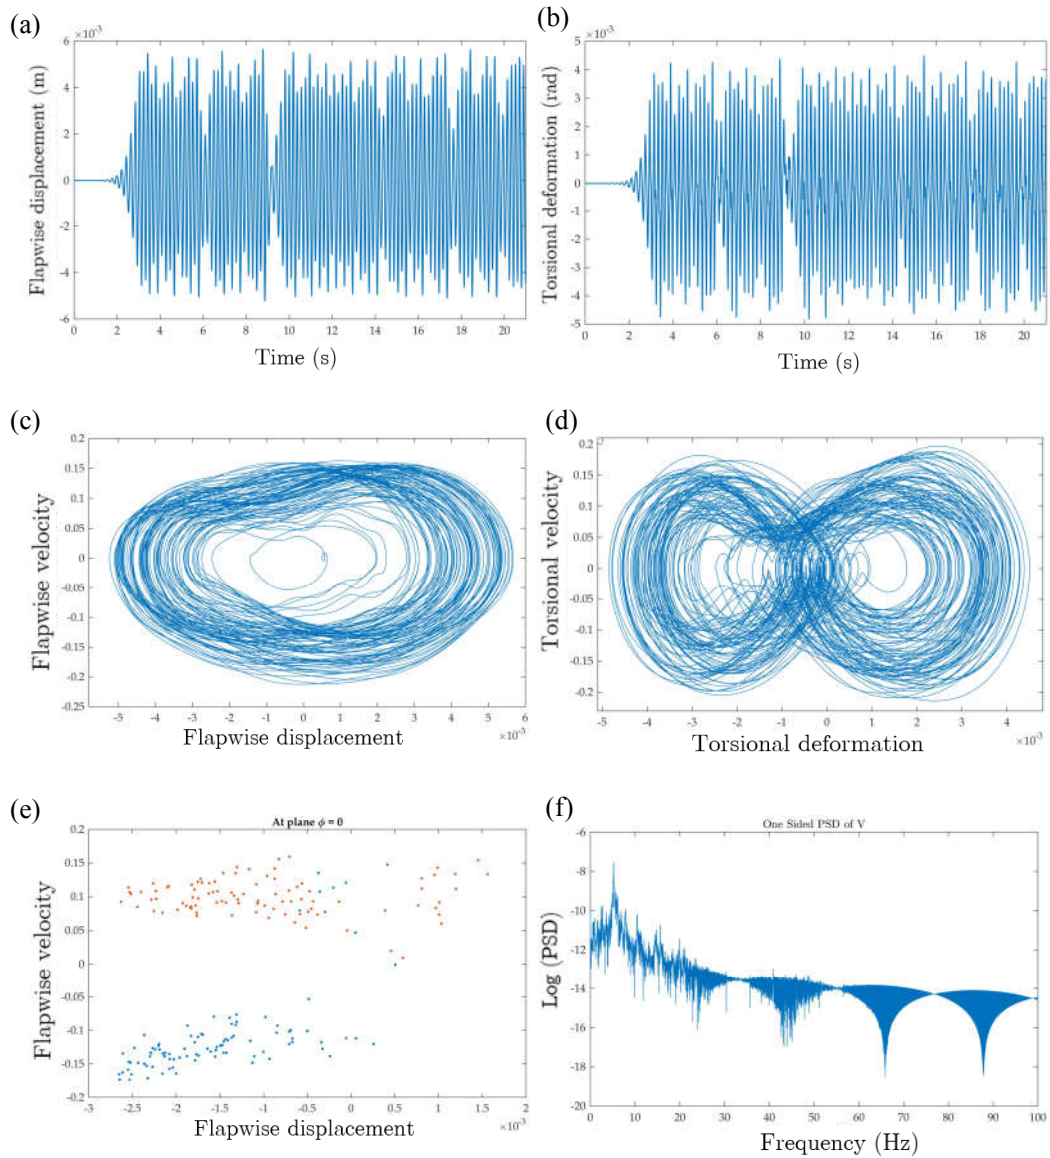 (a)
×10⁻³
6
4
2
0
-2
-4
-6
0 2 4 6 8 10 12 14 16 18 20
Flapwise displacement (m)
Time (s)
(b)
×10⁻³
5
4
3
2
1
0
-1
-2
-3
-4
-5
0 2 4 6 8 10 12 14 16 18 20
Torsional deformation (rad)
Time (s)
(c)
0.2
0.15
0.1
0.05
0
-0.05
-0.1
-0.15
-0.2
-0.25
-5 -4 -3 -2 -1 0 1 2 3 4 5 6
×10⁻³
Flapwise velocity
Flapwise displacement
(d)
0.2
0.15
0.1
0.05
0
-0.05
-0.1
-0.15
-0.2
-5 -4 -3 -2 -1 0 1 2 3 4
×10⁻³
Torsional velocity
Torsional deformation
(e)
At plane ϕ = 0
0.2
0.15
0.1
0.05
0
-0.05
-0.1
-0.15
-0.2
-3 -2.5 -2 -1.5 -1 -0.5 0 0.5 1 1.5 2
×10⁻³
Flapwise velocity
Flapwise displacement
(f)
One Sided PSD of V
-6
-8
-10
-12
-14
-16
-18
-20
0 10 20 30 40 50 60 70 80 90 100
Log (PSD)
Frequency (Hz)